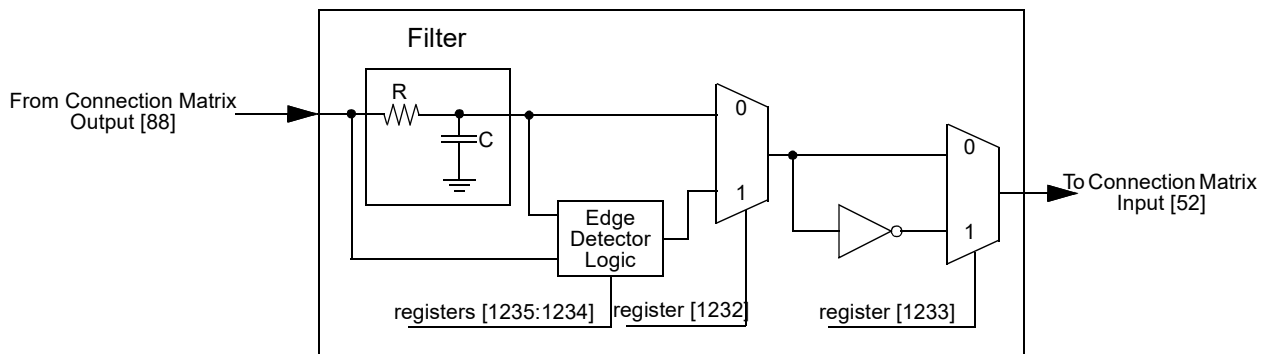 Filter
From Connection Matrix
Output [88]
R
C
0
1
Edge
Detector
Logic
0
1
To Connection Matrix
Input [52]
registers [1235:1234]
register [1232]
register [1233]